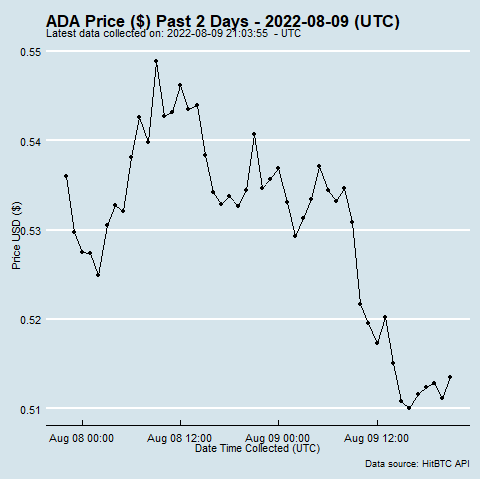 ADA Price ($) Past 2 Days - 2022-08-09 (UTC)
Latest data collected on: 2022-08-09 21:03:55  - UTC
0.55
0.54
0.53
0.52
0.51
Price USD ($)
Aug 08 00:00
Aug 08 12:00
Aug 09 00:00
Aug 09 12:00
Date Time Collected (UTC)
Data source: HitBTC API